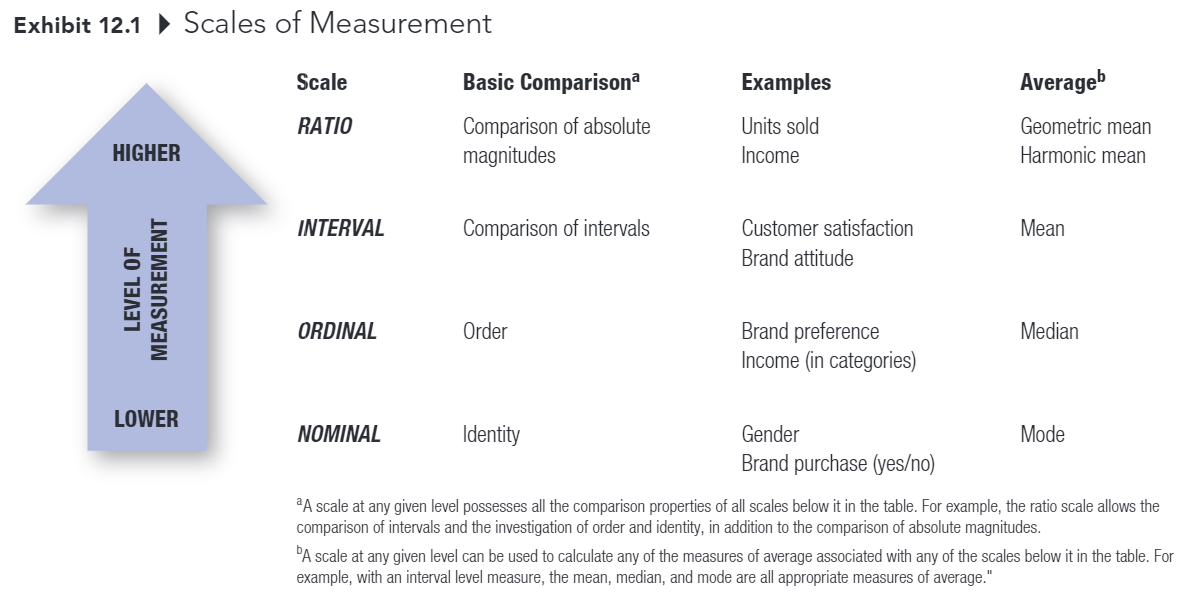 Exhibit 12.1 ▶ Scales of Measurement
HIGHER
LEVEL OF
MEASUREMENT
LOWER
Scale Basic Comparisonᵃ Examples Averageᵇ
RATIO Comparison of absolute Units sold Geometric mean
magnitudes Income Harmonic mean
INTERVAL Comparison of intervals Customer satisfaction Mean
Brand attitude
ORDINAL Order Brand preference Median
Income (in categories)
NOMINAL Identity Gender Mode
Brand purchase (yes/no)
ᵃA scale at any given level possesses all the comparison properties of all scales below it in the table. For example, the ratio scale allows the
comparison of intervals and the investigation of order and identity, in addition to the comparison of absolute magnitudes.
ᵇA scale at any given level can be used to calculate any of the measures of average associated with any of the scales below it in the table. For
example, with an interval level measure, the mean, median, and mode are all appropriate measures of average."